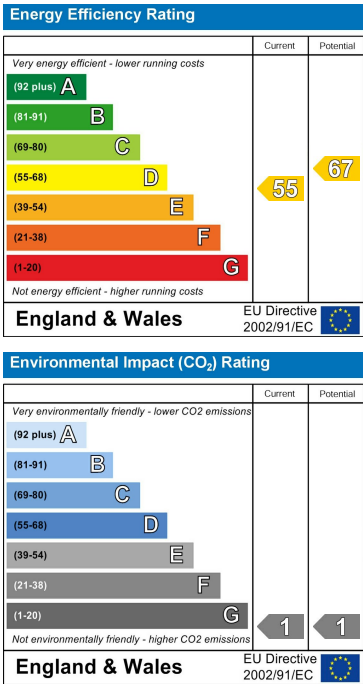 Energy Efficiency Rating
Current Potential
Very energy efficient - lower running costs
(92 plus) A
(81-91) B
(69-80) C
(55-68) D
(39-54) E
(21-38) F
(1-20) G
55 67
Not energy efficient - higher running costs
England & Wales
EU Directive
2002/91/EC
Environmental Impact (CO₂) Rating
Current Potential
Very environmentally friendly - lower CO2 emissions
(92 plus) A
(81-91) B
(69-80) C
(55-68) D
(39-54) E
(21-38) F
(1-20) G
1 1
Not environmentally friendly - higher CO2 emissions
England & Wales
EU Directive
2002/91/EC